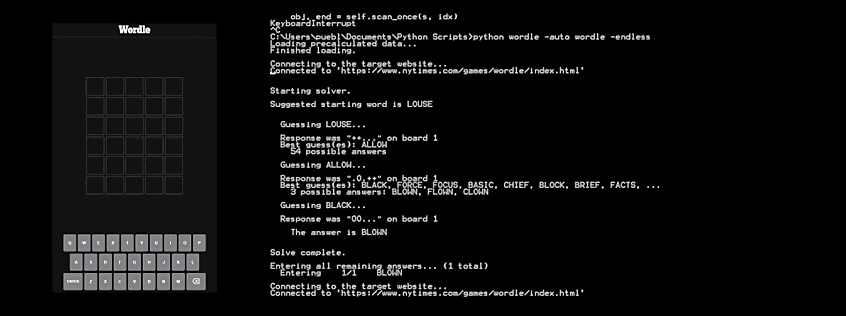 Wordle
Q W E R T Y U I O P
A S D F G H J K L
ENTER Z X C V B N M
obj, end = self.scan_once(s, idx)
KeyboardInterrupt
^C
C:\Users\puebl\Documents\Python Scripts>python wordle -auto wordle -endless
Loading precalculated data...
Finished loading.
Connecting to the target website...
Connected to 'https://www.nytimes.com/games/wordle/index.html'
Starting solver.
Suggested starting word is LOUSE
Guessing LOUSE...
Response was "++..." on board 1
Best guess(es): ALLOW
54 possible answers
Guessing ALLOW...
Response was ".O.++" on board 1
Best guess(es): BLACK, FORCE, FOCUS, BASIC, CHIEF, BLOCK, BRIEF, FACTS, ...
3 possible answers: BLOWN, FLOWN, CLOWN
Guessing BLACK...
Response was "OO..." on board 1
The answer is BLOWN
Solve complete.
Entering all remaining answers... (1 total)
Entering 1/1 BLOWN
Connecting to the target website...
Connected to 'https://www.nytimes.com/games/wordle/index.html'